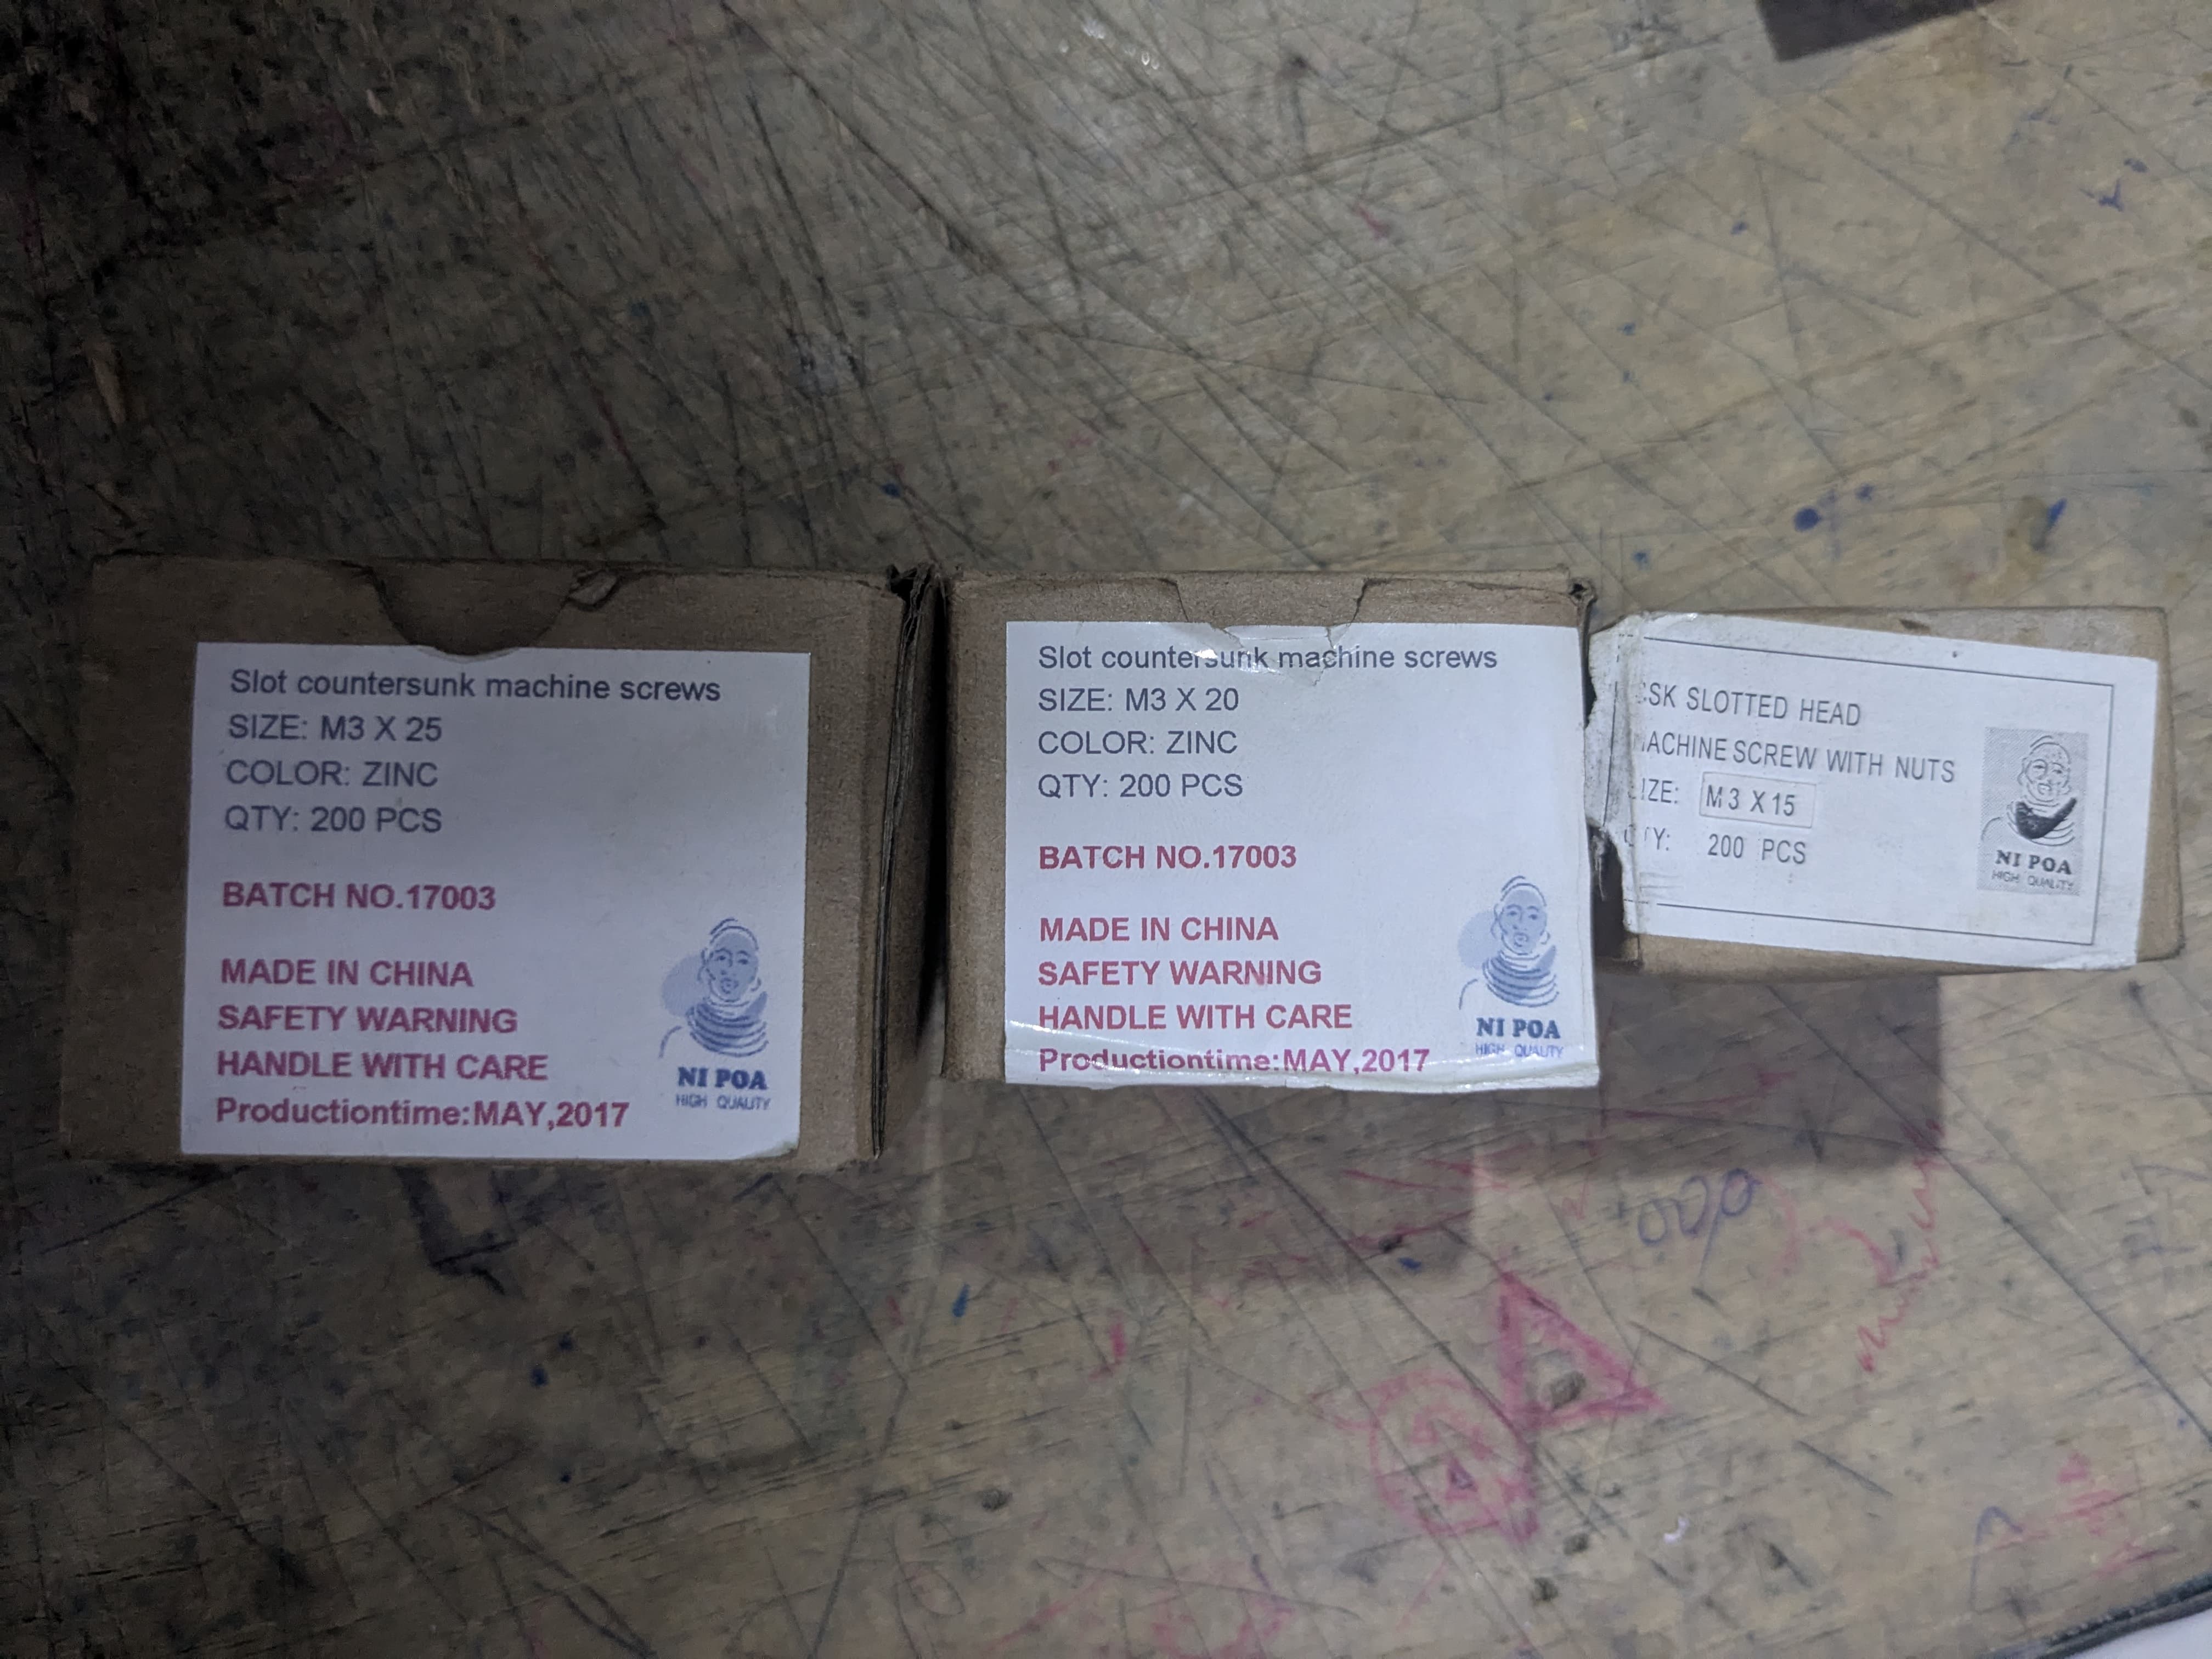 Slot countersunk machine screws
SIZE: M3 X 25
COLOR: ZINC
QTY: 200 PCS
BATCH NO.17003
MADE IN CHINA
SAFETY WARNING
HANDLE WITH CARE
Productiontime:MAY,2017
NI POA
HIGH QUALITY
Slot countersunk machine screws
SIZE: M3 X 20
COLOR: ZINC
QTY: 200 PCS
BATCH NO.17003
MADE IN CHINA
SAFETY WARNING
HANDLE WITH CARE
Productiontime:MAY,2017
NI POA
HIGH QUALITY
CSK SLOTTED HEAD
MACHINE SCREW WITH NUTS
SIZE: M3 X 15
QTY: 200 PCS
NI POA
HIGH QUALITY